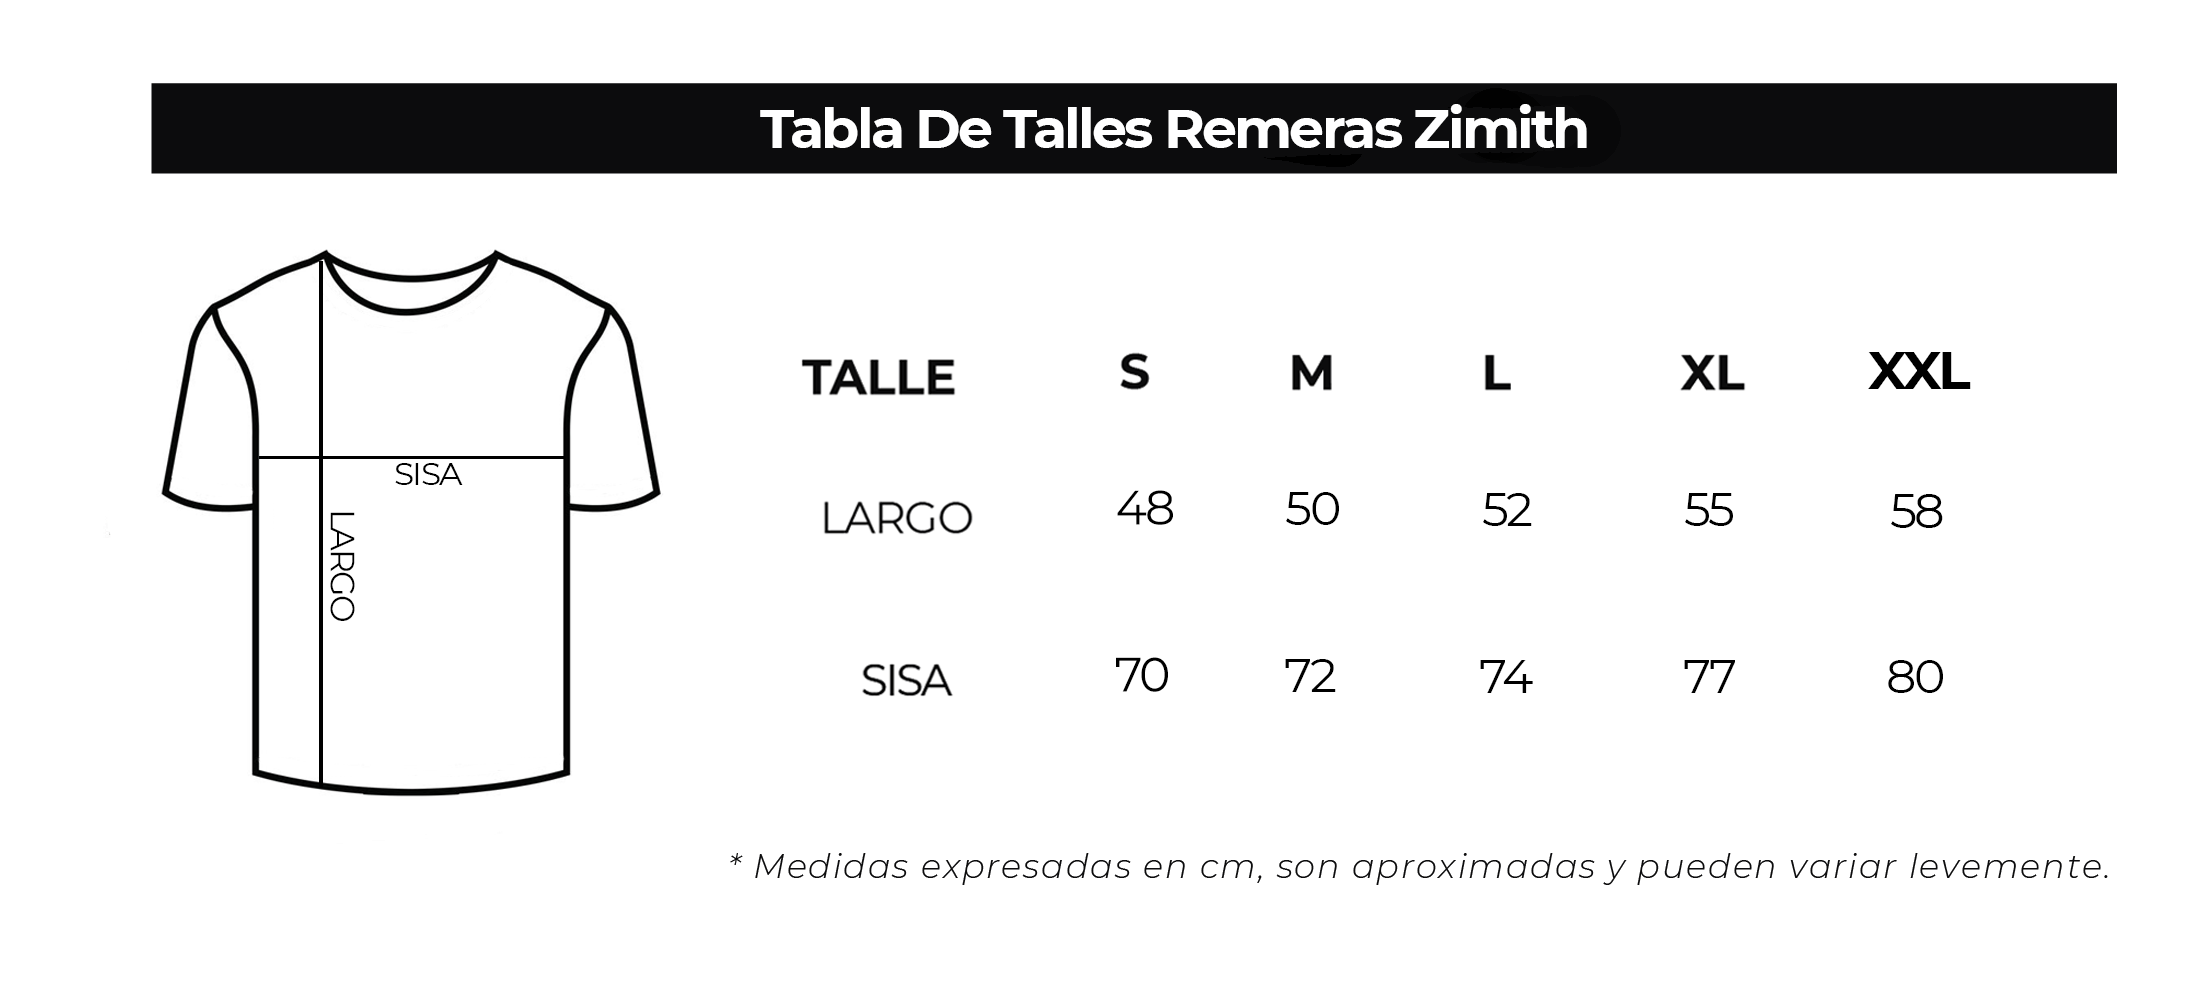 Tabla De Talles Remeras Zimith
SISA
LARGO
TALLE S M L XL XXL
LARGO 48 50 52 55 58
SISA 70 72 74 77 80
* Medidas expresadas en cm, son aproximadas y pueden variar levemente.